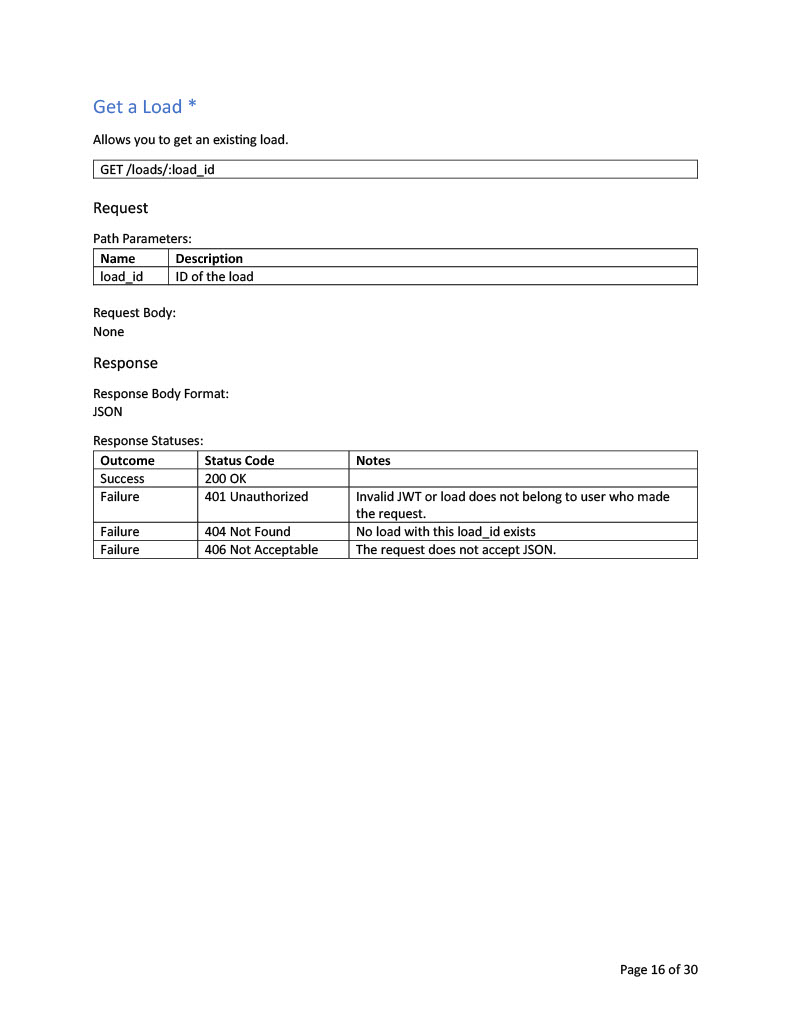 Get a Load *
Allows you to get an existing load.
GET /loads/:load_id
Request
Path Parameters:
Name Description
load_id ID of the load
Request Body:
None
Response
Response Body Format:
JSON
Response Statuses:
Outcome Status Code Notes
Success 200 OK
Failure 401 Unauthorized Invalid JWT or load does not belong to user who made
the request.
Failure 404 Not Found No load with this load_id exists
Failure 406 Not Acceptable The request does not accept JSON.
Page 16 of 30